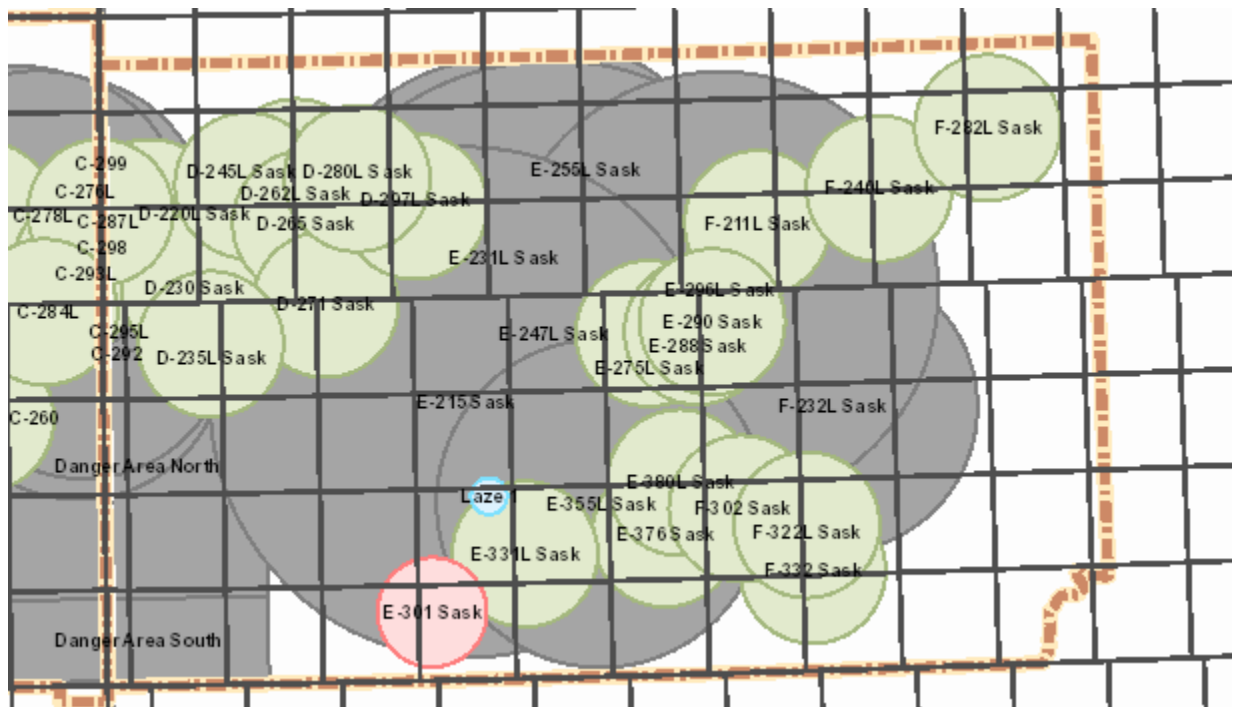 F-282L Sask
C-299
D-245L Sask
D-280L Sask
E-255L Sask
C-276L
D-262L Sask
D-297L Sask
F-240L Sask
C-278L
C-287L
D-220L Sask
D-265 Sask
F-211L Sask
C-298
E-231L Sask
C-293L
D-230 Sask
E-296L Sask
C-284L
D-271 Sask
E-290 Sask
C-295L
E-247L Sask
E-288 Sask
C-292
D-235L Sask
E-275L Sask
E-215 Sask
F-232L Sask
C-260
Danger Area North
E-380L Sask
Laze 1
E-355L Sask
F-302 Sask
E-376 Sask
F-322L Sask
E-331L Sask
F-332 Sask
E-301 Sask
Danger Area South